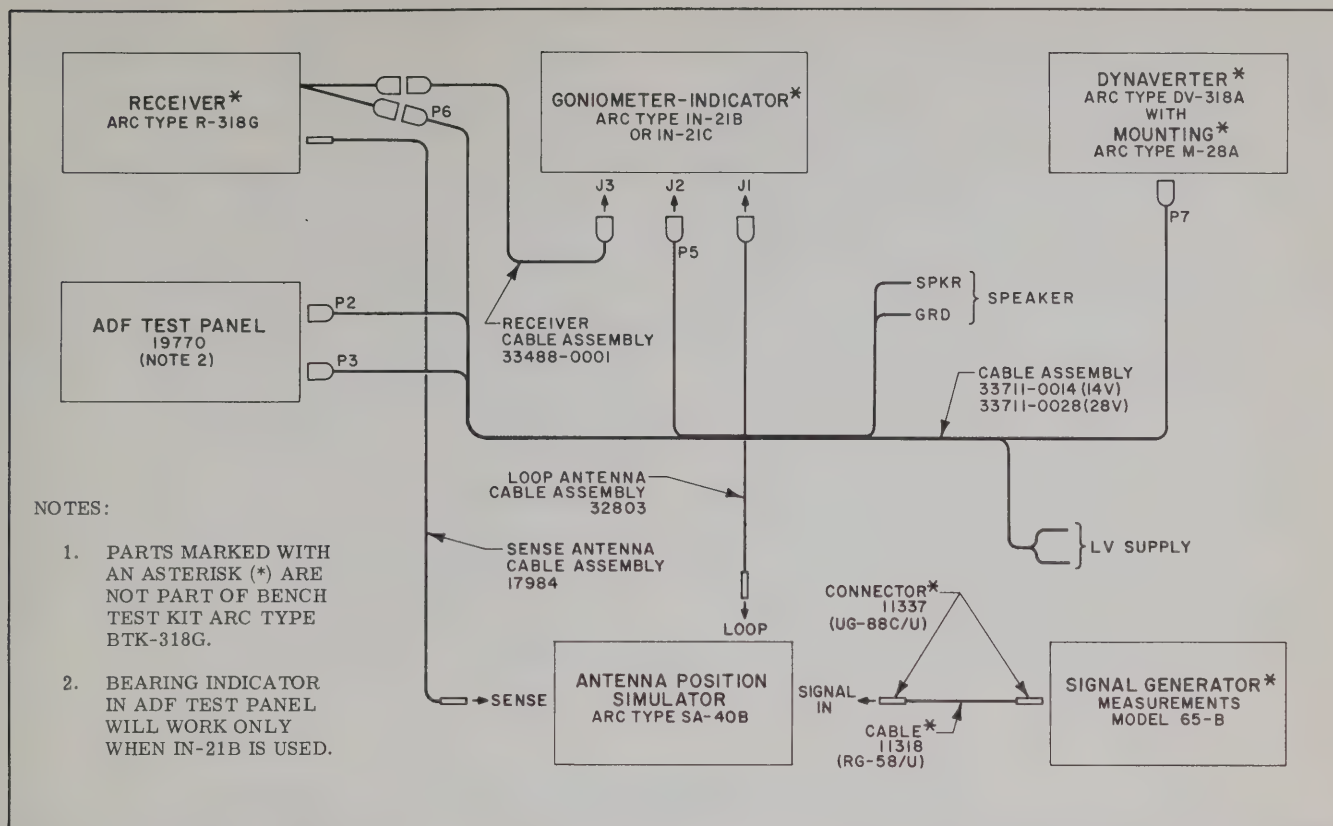 RECEIVER*
ARC TYPE R-318G
P6
GONIOMETER-INDICATOR*
ARC TYPE IN-21B
OR IN-21C
J3
J2
J1
P5
DYNAVERTER*
ARC TYPE DV-318A
WITH
MOUNTING*
ARC TYPE M-28A
P7
ADF TEST PANEL
19770
(NOTE 2)
P2
P3
RECEIVER
CABLE ASSEMBLY
33488-0001
SPKR
GRD
SPEAKER
CABLE ASSEMBLY
33711-0014(14V)
33711-0028(28V)
LOOP ANTENNA
CABLE ASSEMBLY
32803
LV SUPPLY
SENSE ANTENNA
CABLE ASSEMBLY
17984
LOOP
SENSE
ANTENNA POSITION
SIMULATOR
ARC TYPE SA-40B
SIGNAL
IN
CONNECTOR*
11337
(UG-88C/U)
CABLE*
11318
(RG-58/U)
SIGNAL GENERATOR*
MEASUREMENTS
MODEL 65-B
NOTES:
1. PARTS MARKED WITH
AN ASTERISK (*) ARE
NOT PART OF BENCH
TEST KIT ARC TYPE
BTK-318G.
2. BEARING INDICATOR
IN ADF TEST PANEL
WILL WORK ONLY
WHEN IN-21B IS USED.